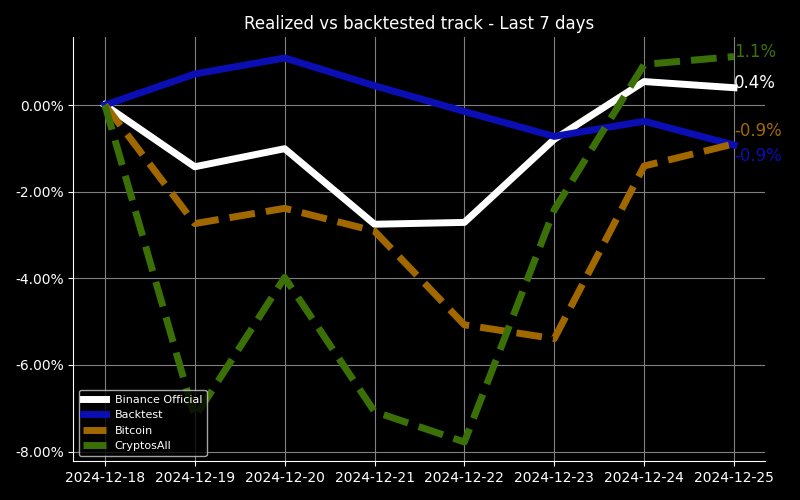 Realized vs backtested track - Last 7 days
1.1%
0.4%
-0.9%
-0.9%
0.00%
-2.00%
-4.00%
-6.00%
-8.00%
Binance Official
Backtest
Bitcoin
CryptosAll
2024-12-18 2024-12-19 2024-12-20 2024-12-21 2024-12-22 2024-12-23 2024-12-24 2024-12-25